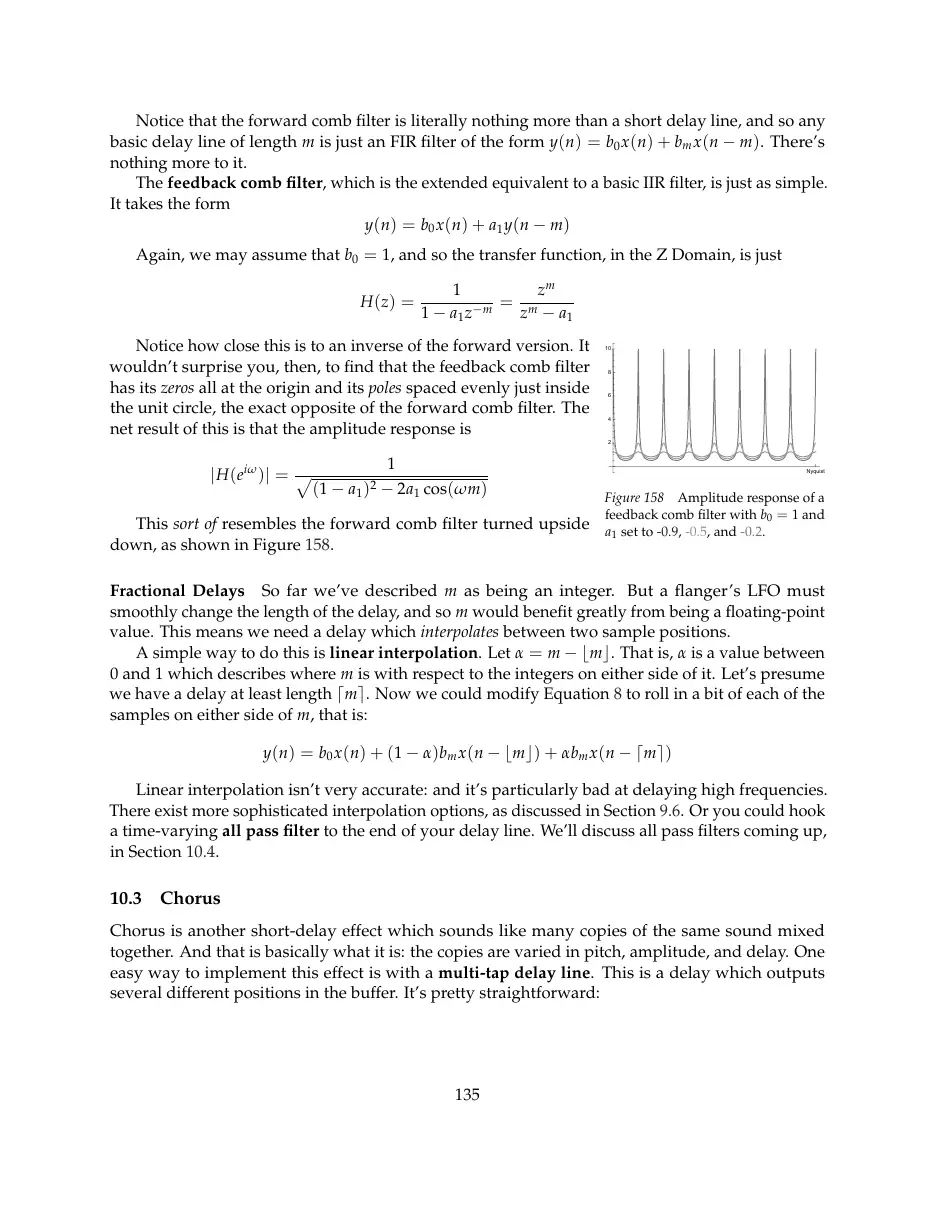 Notice that the forward comb filter is literally nothing more than a short delay line, and so any
basic delay line of length m is just an FIR filter of the form y(n) = b₀x(n) + bₘx(n − m). There's
nothing more to it.
The feedback comb filter, which is the extended equivalent to a basic IIR filter, is just as simple.
It takes the form
y(n) = b₀x(n) + a₁y(n − m)
Again, we may assume that b₀ = 1, and so the transfer function, in the Z Domain, is just
H(z) = 1 / (1 − a₁z⁻ᵐ) = zᵐ / (zᵐ − a₁)
Notice how close this is to an inverse of the forward version. It
wouldn't surprise you, then, to find that the feedback comb filter
has its zeros all at the origin and its poles spaced evenly just inside
the unit circle, the exact opposite of the forward comb filter. The
net result of this is that the amplitude response is
|H(e^{iω})| = 1 / √((1 − a₁)² − 2a₁ cos(ωm))
This sort of resembles the forward comb filter turned upside
down, as shown in Figure 158.
10
8
6
4
2
Nyquist
Figure 158 Amplitude response of a
feedback comb filter with b₀ = 1 and
a₁ set to -0.9, -0.5, and -0.2.
Fractional Delays So far we've described m as being an integer. But a flanger's LFO must
smoothly change the length of the delay, and so m would benefit greatly from being a floating-point
value. This means we need a delay which interpolates between two sample positions.
A simple way to do this is linear interpolation. Let α = m − ⌊m⌋. That is, α is a value between
0 and 1 which describes where m is with respect to the integers on either side of it. Let's presume
we have a delay at least length ⌈m⌉. Now we could modify Equation 8 to roll in a bit of each of the
samples on either side of m, that is:
y(n) = b₀x(n) + (1 − α)bₘx(n − ⌊m⌋) + αbₘx(n − ⌈m⌉)
Linear interpolation isn't very accurate: and it's particularly bad at delaying high frequencies.
There exist more sophisticated interpolation options, as discussed in Section 9.6. Or you could hook
a time-varying all pass filter to the end of your delay line. We'll discuss all pass filters coming up,
in Section 10.4.
10.3 Chorus
Chorus is another short-delay effect which sounds like many copies of the same sound mixed
together. And that is basically what it is: the copies are varied in pitch, amplitude, and delay. One
easy way to implement this effect is with a multi-tap delay line. This is a delay which outputs
several different positions in the buffer. It's pretty straightforward:
135